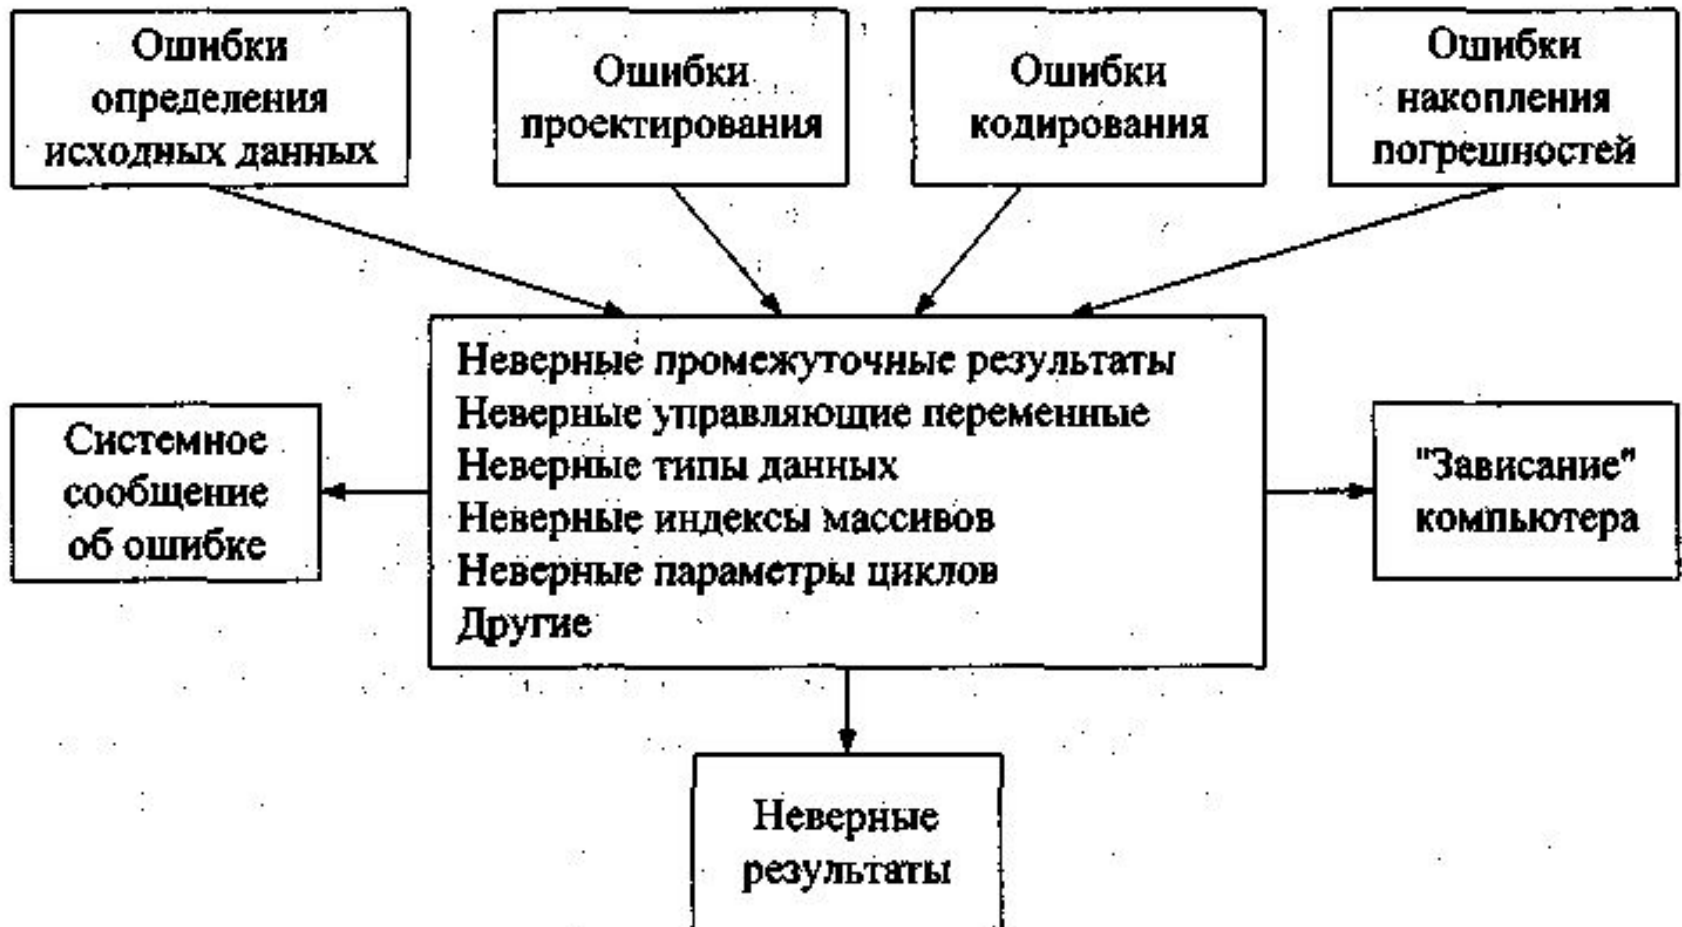 Ошибки
определения
исходных данных
Ошибки
проектирования
Ошибки
кодирования
Ошибки
накопления
погрешностей
Неверные промежуточные результаты
Неверные управляющие переменные
Неверные типы данных
Неверные индексы массивов
Неверные параметры циклов
Другие
Системное
сообщение
об ошибке
"Зависание"
компьютера
Неверные
результаты